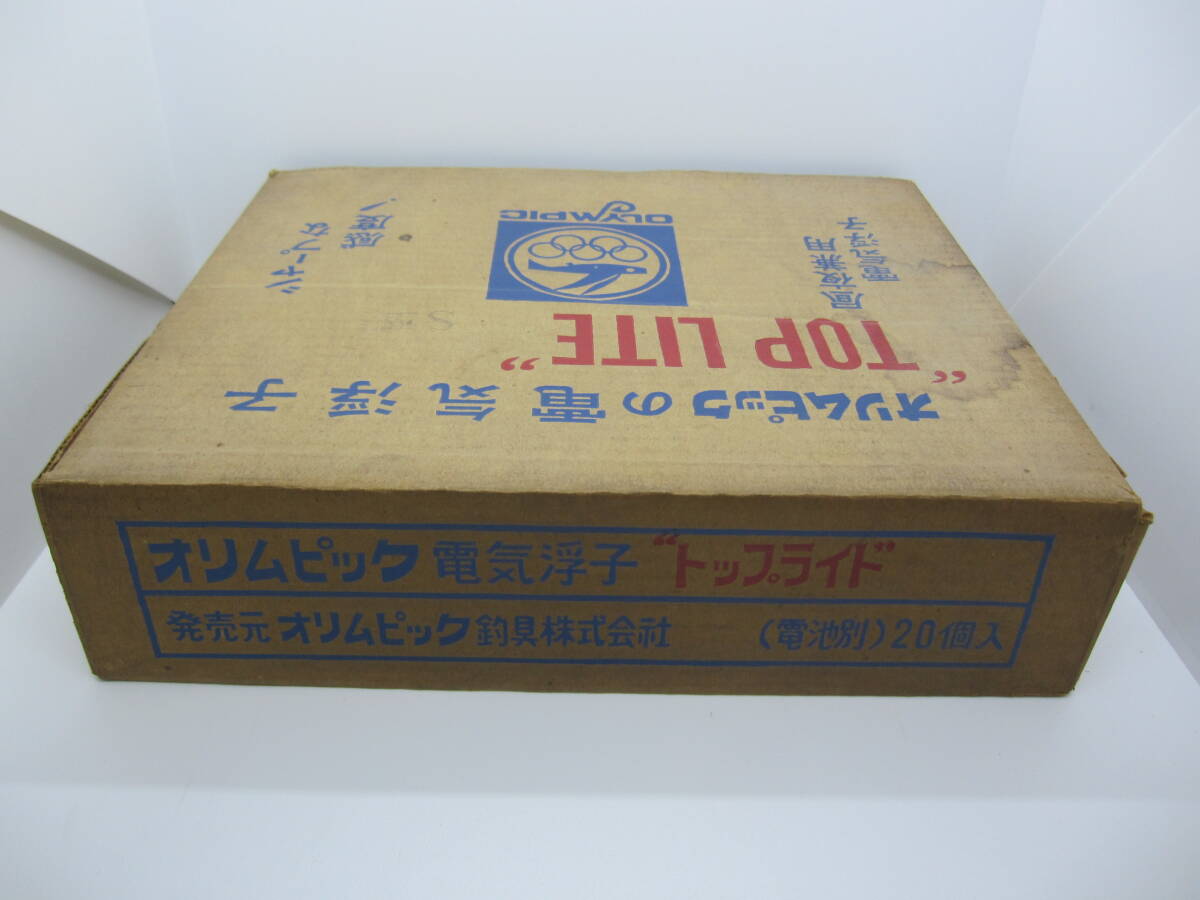 オリムピックの電気浮子
“TOP LITE”
OLYMPIC
シャープな
感度
昼夜兼用
電気浮子
オリムピック電気浮子“トップライド”
発売元 オリムピック釣具株式会社 (電池別)20個入